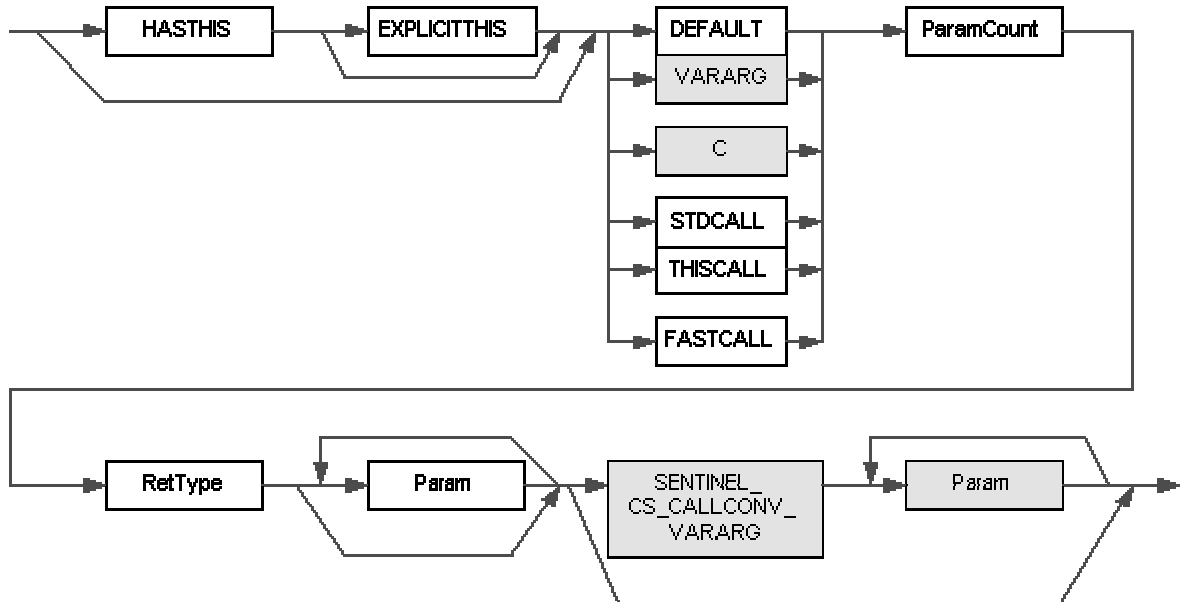 HASTHIS
EXPLICITTHIS
DEFAULT
ParamCount
VARARG
C
STDCALL
THISCALL
FASTCALL
RetType
Param
SENTINEL_
CS_CALLCONV_
VARARG
Param